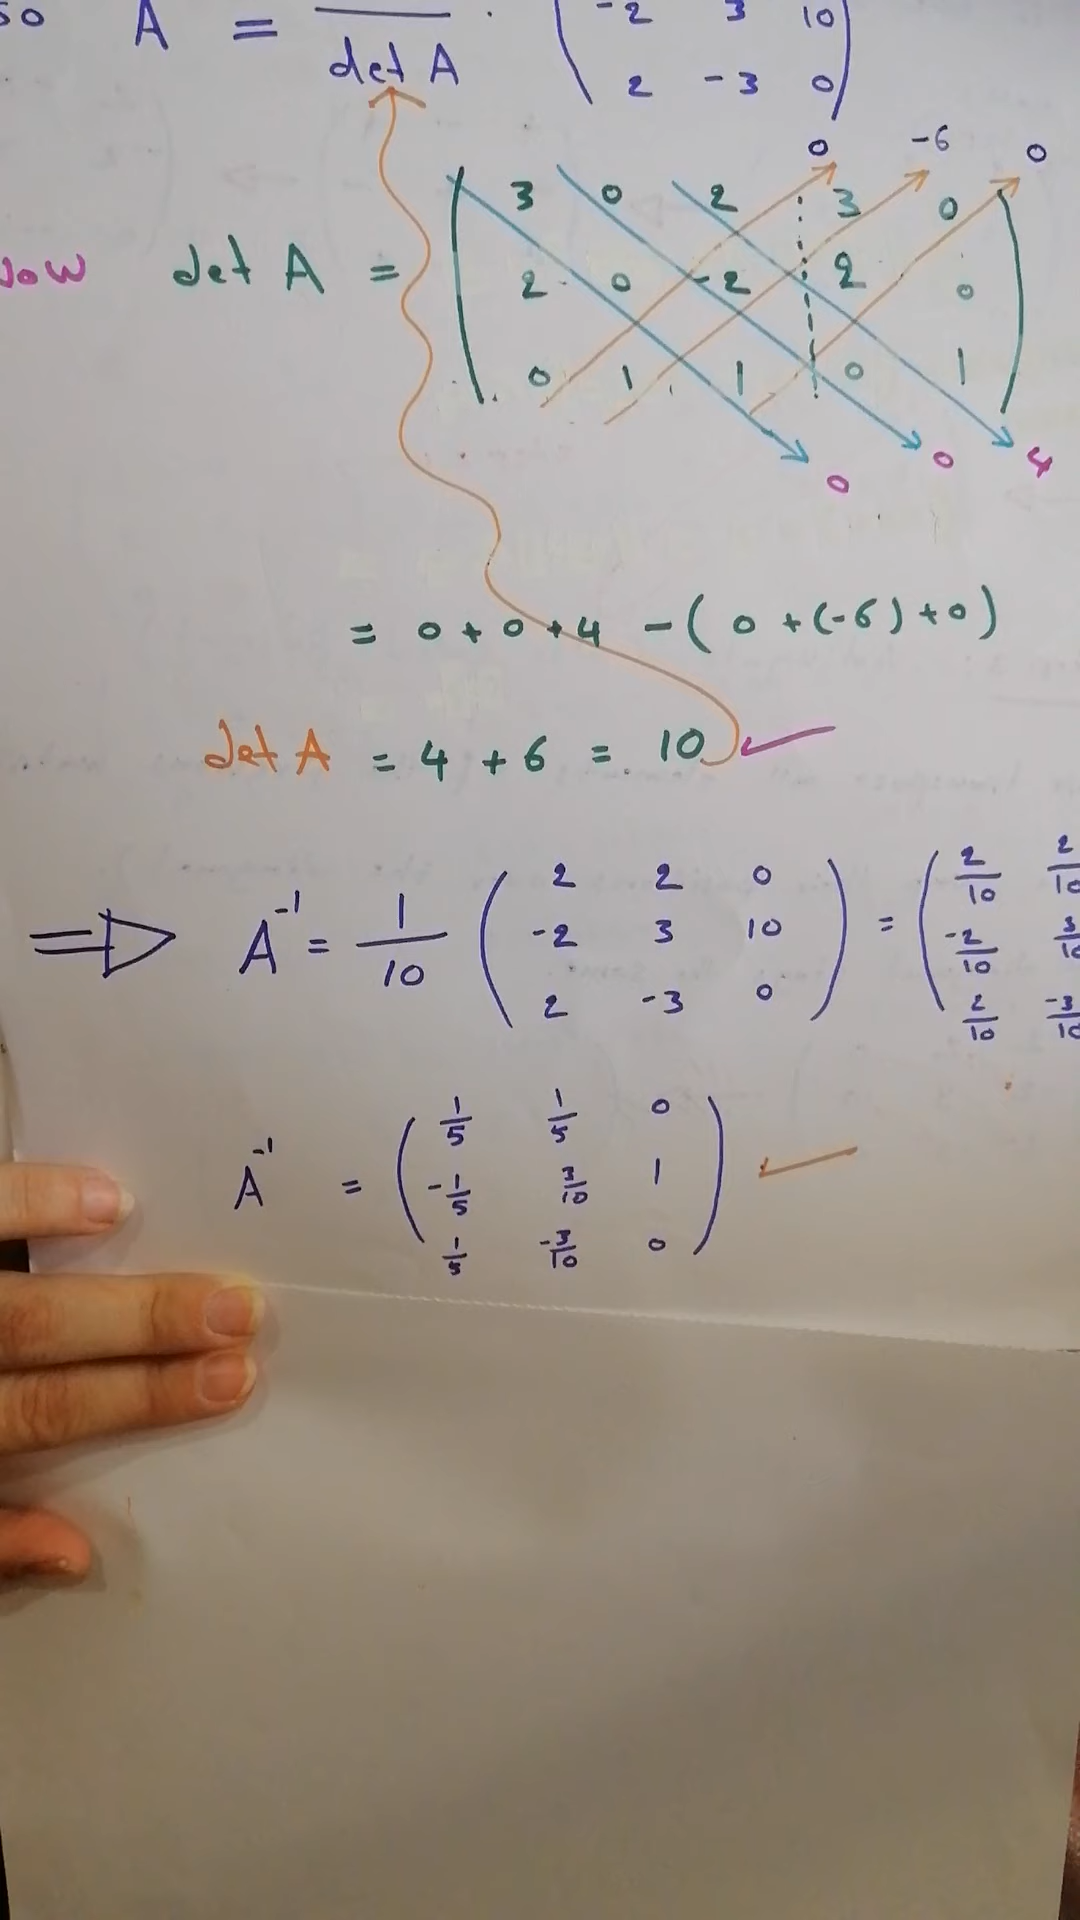 so A = ─── · ( -2 3 10
det A 2 -3 0 )
0 -6 0
( 3 0 2 ⋮ 3 0
Now det A = 2 0 -2 ⋮ 2 0
0 1 1 ⋮ 0 1 )
0 0 4
= 0 + 0 + 4 - ( 0 + (-6) + 0 )
det A = 4 + 6 = 10 ✓
( 2 2 0 ) ( 2/10 2/10
⇒ A⁻¹ = 1/10 -2 3 10 = -2/10 3/10
( 2 -3 0 ) ( 2/10 -3/10
( 1/5 1/5 0 )
A⁻¹ = -1/5 3/10 1 ✓
( 1/5 -3/10 0 )